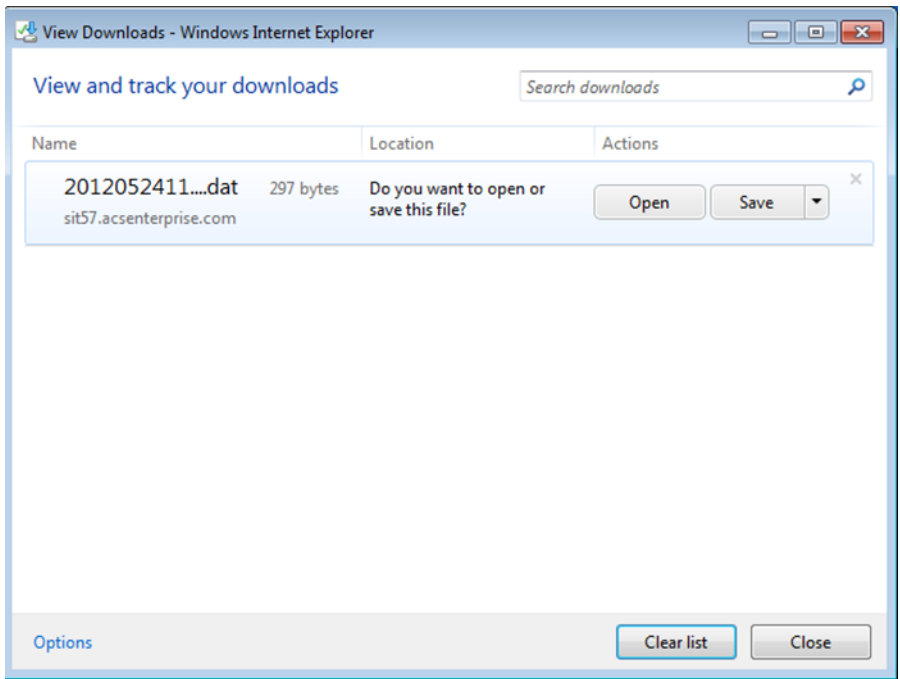 View Downloads - Windows Internet Explorer
View and track your downloads
Search downloads
Name Location Actions
2012052411....dat 297 bytes Do you want to open or save this file? Open Save
sit57.acsenterprise.com
Options Clear list Close